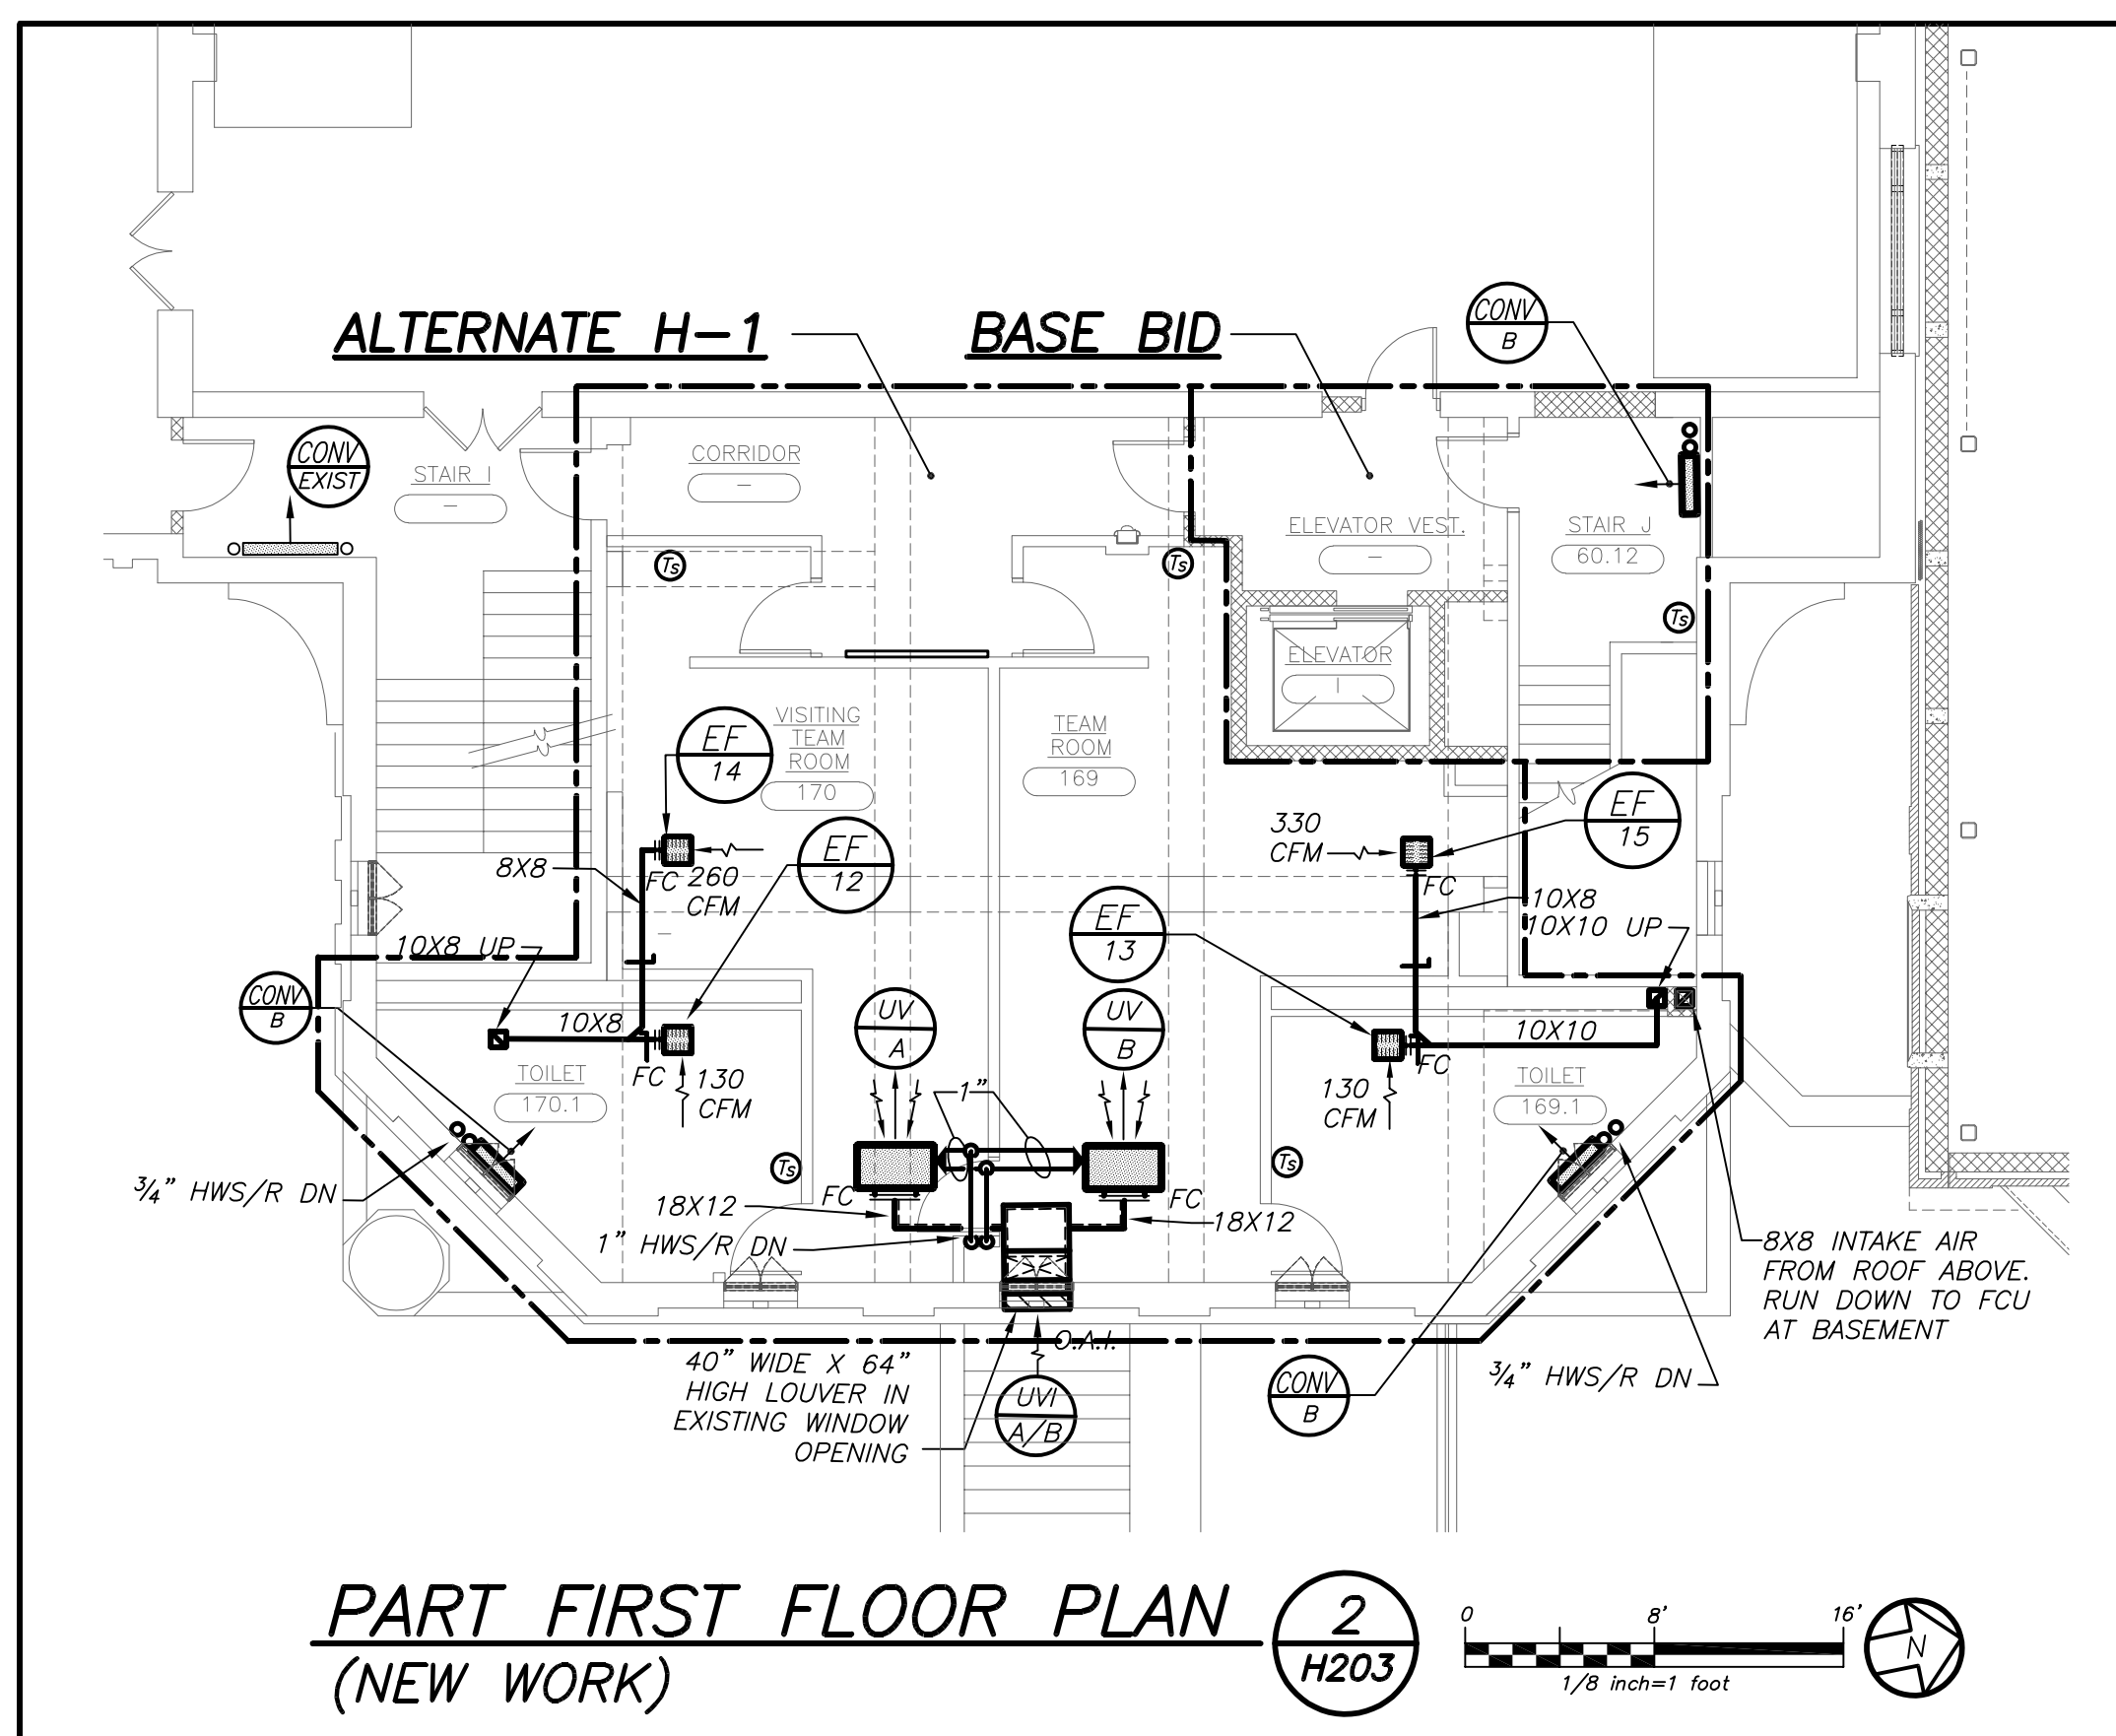 ALTERNATE H-1
BASE BID
CONV
B
CONV
EXIST
STAIR I
-
CORRIDOR
-
ELEVATOR VEST.
-
STAIR J
60.12
Ts
Ts
Ts
ELEVATOR
1
EF
14
VISITING
TEAM
ROOM
170
TEAM
ROOM
169
EF
12
330
CFM
EF
15
8X8
FC
260
CFM
FC
10X8
10X10 UP
10X8 UP
EF
13
CONV
B
10X8
UV
A
UV
B
10X10
FC
130
CFM
FC
130
CFM
1"
TOILET
170.1
TOILET
169.1
Ts
Ts
3/4" HWS/R DN
FC
18X12
FC
18X12
1" HWS/R DN
8X8 INTAKE AIR
FROM ROOF ABOVE.
RUN DOWN TO FCU
AT BASEMENT
O.A.I.
40" WIDE X 64"
HIGH LOUVER IN
EXISTING WINDOW
OPENING
UVI
A/B
CONV
B
3/4" HWS/R DN
PART FIRST FLOOR PLAN
(NEW WORK)
2
H203
0 8' 16'
1/8 inch=1 foot
N